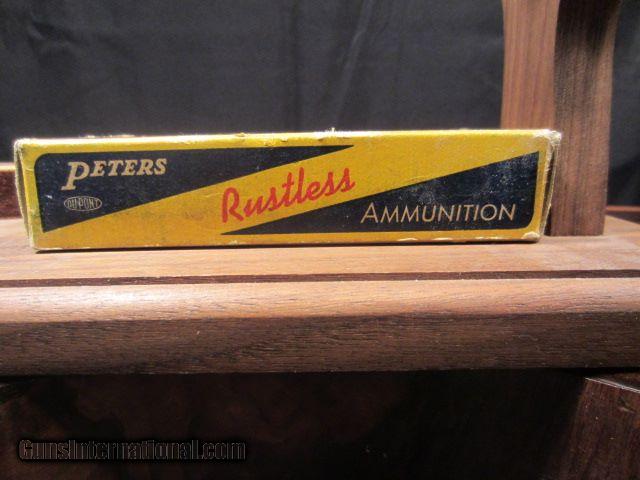 PETERS
DU PONT
Rustless
AMMUNITION
GunsInternational.com